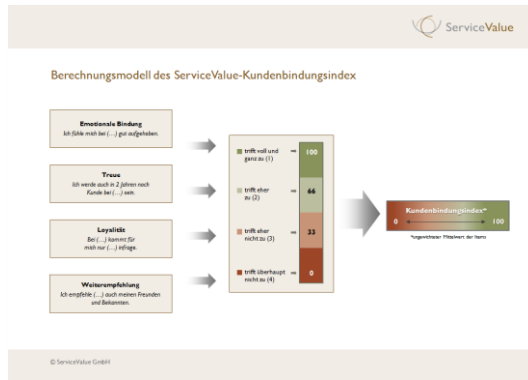 ServiceValue
Berechnungsmodell des ServiceValue-Kundenbindungsindex
Emotionale Bindung
Ich fühle mich bei (…) gut aufgehoben.
Treue
Ich werde auch in 2 Jahren noch
Kunde bei (…) sein.
Loyalität
Bei (…) kommt für
mich nur (…) infrage.
Weiterempfehlung
Ich empfehle (…) auch meinen Freunden
und Bekannten.
trifft voll und
ganz zu (1)
100
trifft eher
zu (2)
66
trifft eher
nicht zu (3)
33
trifft überhaupt
nicht zu (4)
0
Kundenbindungsindex*
0
100
*ungewichteter Mittelwert der Items
© ServiceValue GmbH